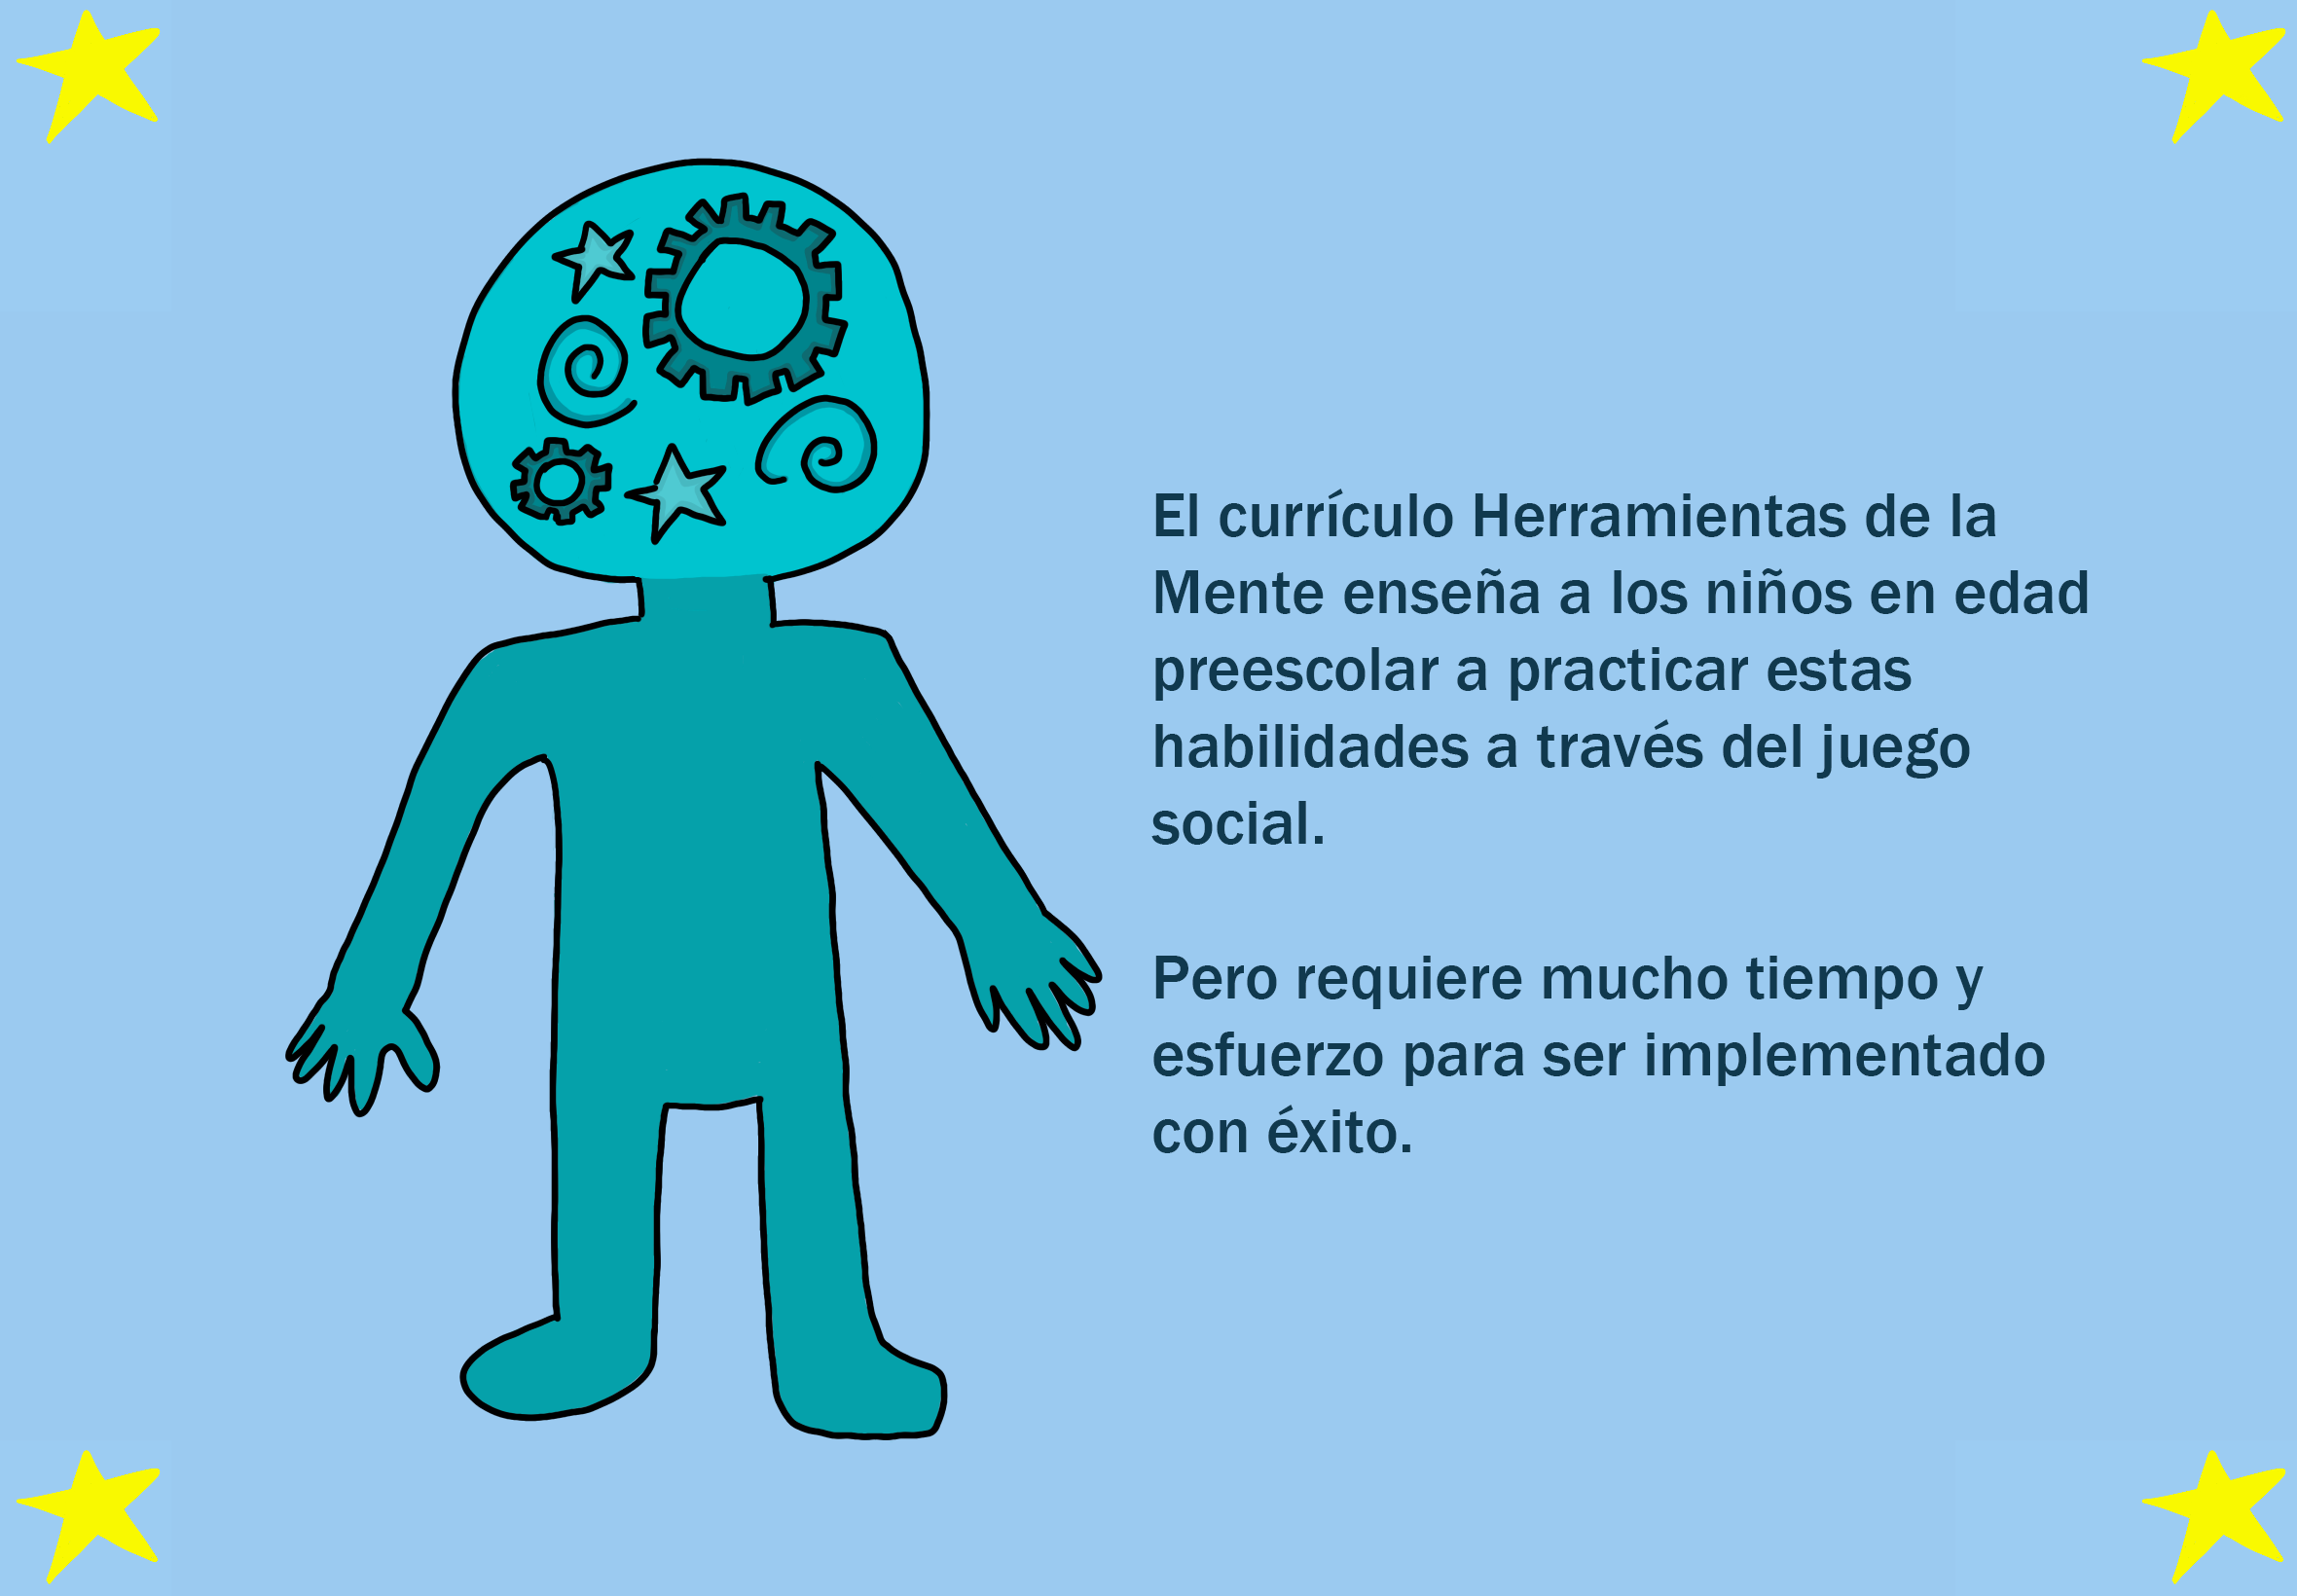 El currículo Herramientas de la
Mente enseña a los niños en edad
preescolar a practicar estas
habilidades a través del juego
social.
Pero requiere mucho tiempo y
esfuerzo para ser implementado
con éxito.